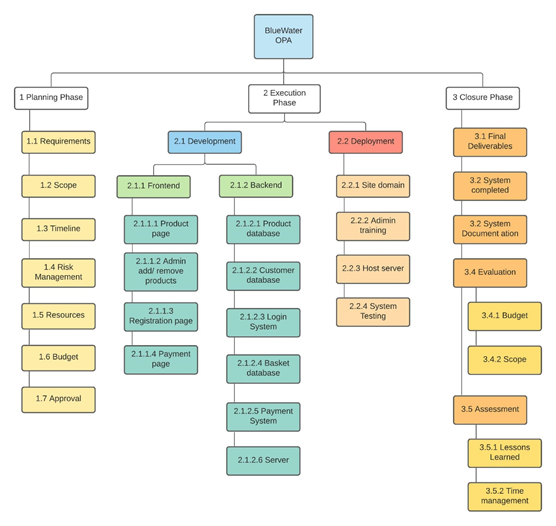 BlueWater
OPA
1 Planning Phase
2 Execution
Phase
3 Closure Phase
1.1 Requirements
1.2 Scope
1.3 Timeline
1.4 Risk
Management
1.5 Resources
1.6 Budget
1.7 Approval
2.1 Development
2.2 Deployment
2.1.1 Frontend
2.1.2 Backend
2.1.1.1 Product
page
2.1.1.2 Admin
add/ remove
products
2.1.1.3
Registration page
2.1.1.4 Payment
page
2.1.2.1 Product
database
2.1.2.2 Customer
database
2.1.2.3 Login
System
2.1.2.4 Basket
database
2.1.2.5 Payment
System
2.1.2.6 Server
2.2.1 Site domain
2.2.2 Adimin
training
2.2.3 Host server
2.2.4 System
Testing
3.1 Final
Deliverables
3.2 System
completed
3.2 System
Document ation
3.4 Evaluation
3.4.1 Budget
3.4.2 Scope
3.5 Assessment
3.5.1 Lessons
Learned
3.5.2 Time
management